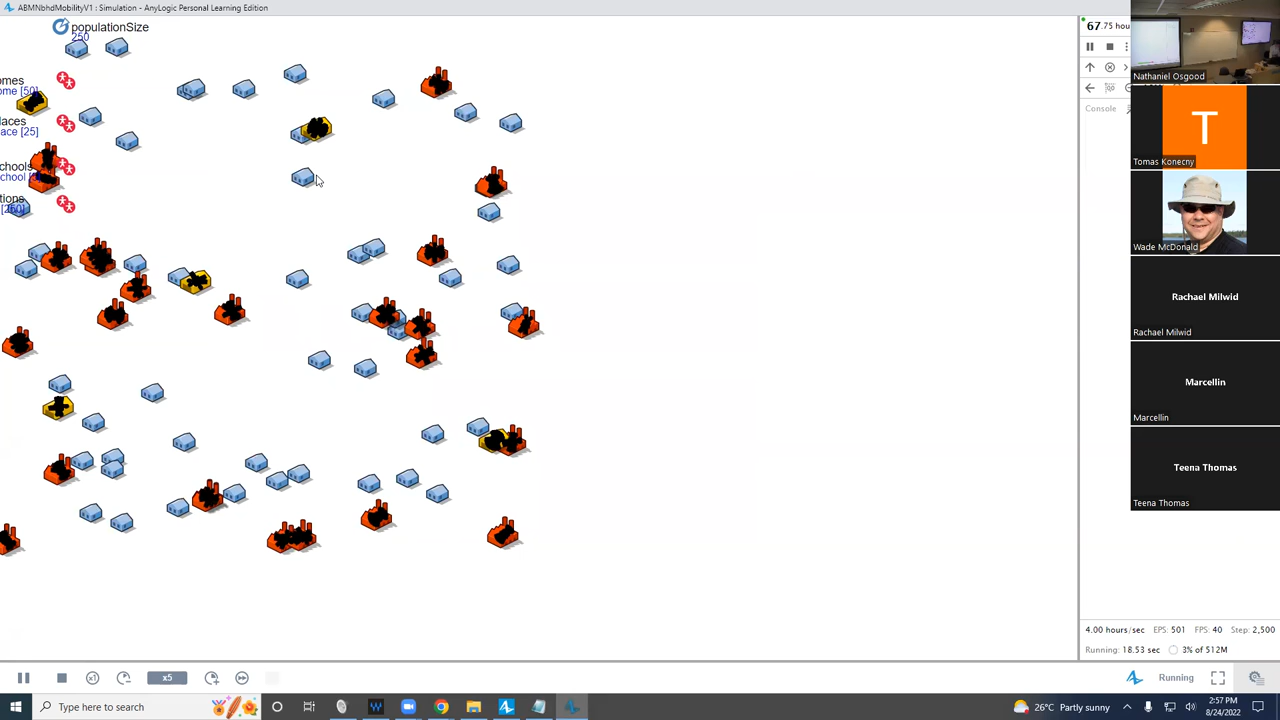 ABMNbhdMobilityV1 : Simulation - AnyLogic Personal Learning Edition
populationSize
250
omes
ome [50]
laces
ace [25]
chools
tions
67.75 hou
Console
Nathaniel Osgood
T
Tomas Konecny
Wade McDonald
Rachael Milwid
Rachael Milwid
Marcellin
Marcellin
Teena Thomas
Teena Thomas
4.00 hours/sec EPS: 501 FPS: 40 Step: 2,500
Running: 18.53 sec 3% of 512M
x1
x5
Running
Type here to search
26°C Partly sunny
2:57 PM
8/24/2022